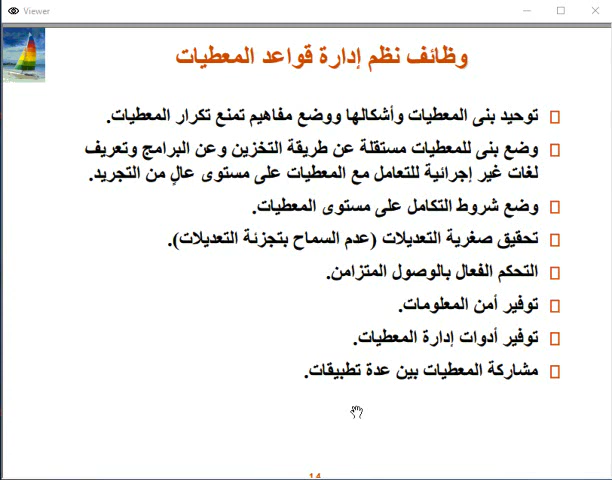 Viewer
وظائف نظم إدارة قواعد المعطيات
توحيد بنى المعطيات وأشكالها ووضع مفاهيم تمنع تكرار المعطيات.
وضع بنى للمعطيات مستقلة عن طريقة التخزين وعن البرامج وتعريف
لغات غير إجرائية للتعامل مع المعطيات على مستوى عالٍ من التجريد.
وضع شروط التكامل على مستوى المعطيات.
تحقيق صغرية التعديلات (عدم السماح بتجزئة التعديلات).
التحكم الفعال بالوصول المتزامن.
توفير أمن المعلومات.
توفير أدوات إدارة المعطيات.
مشاركة المعطيات بين عدة تطبيقات.
14